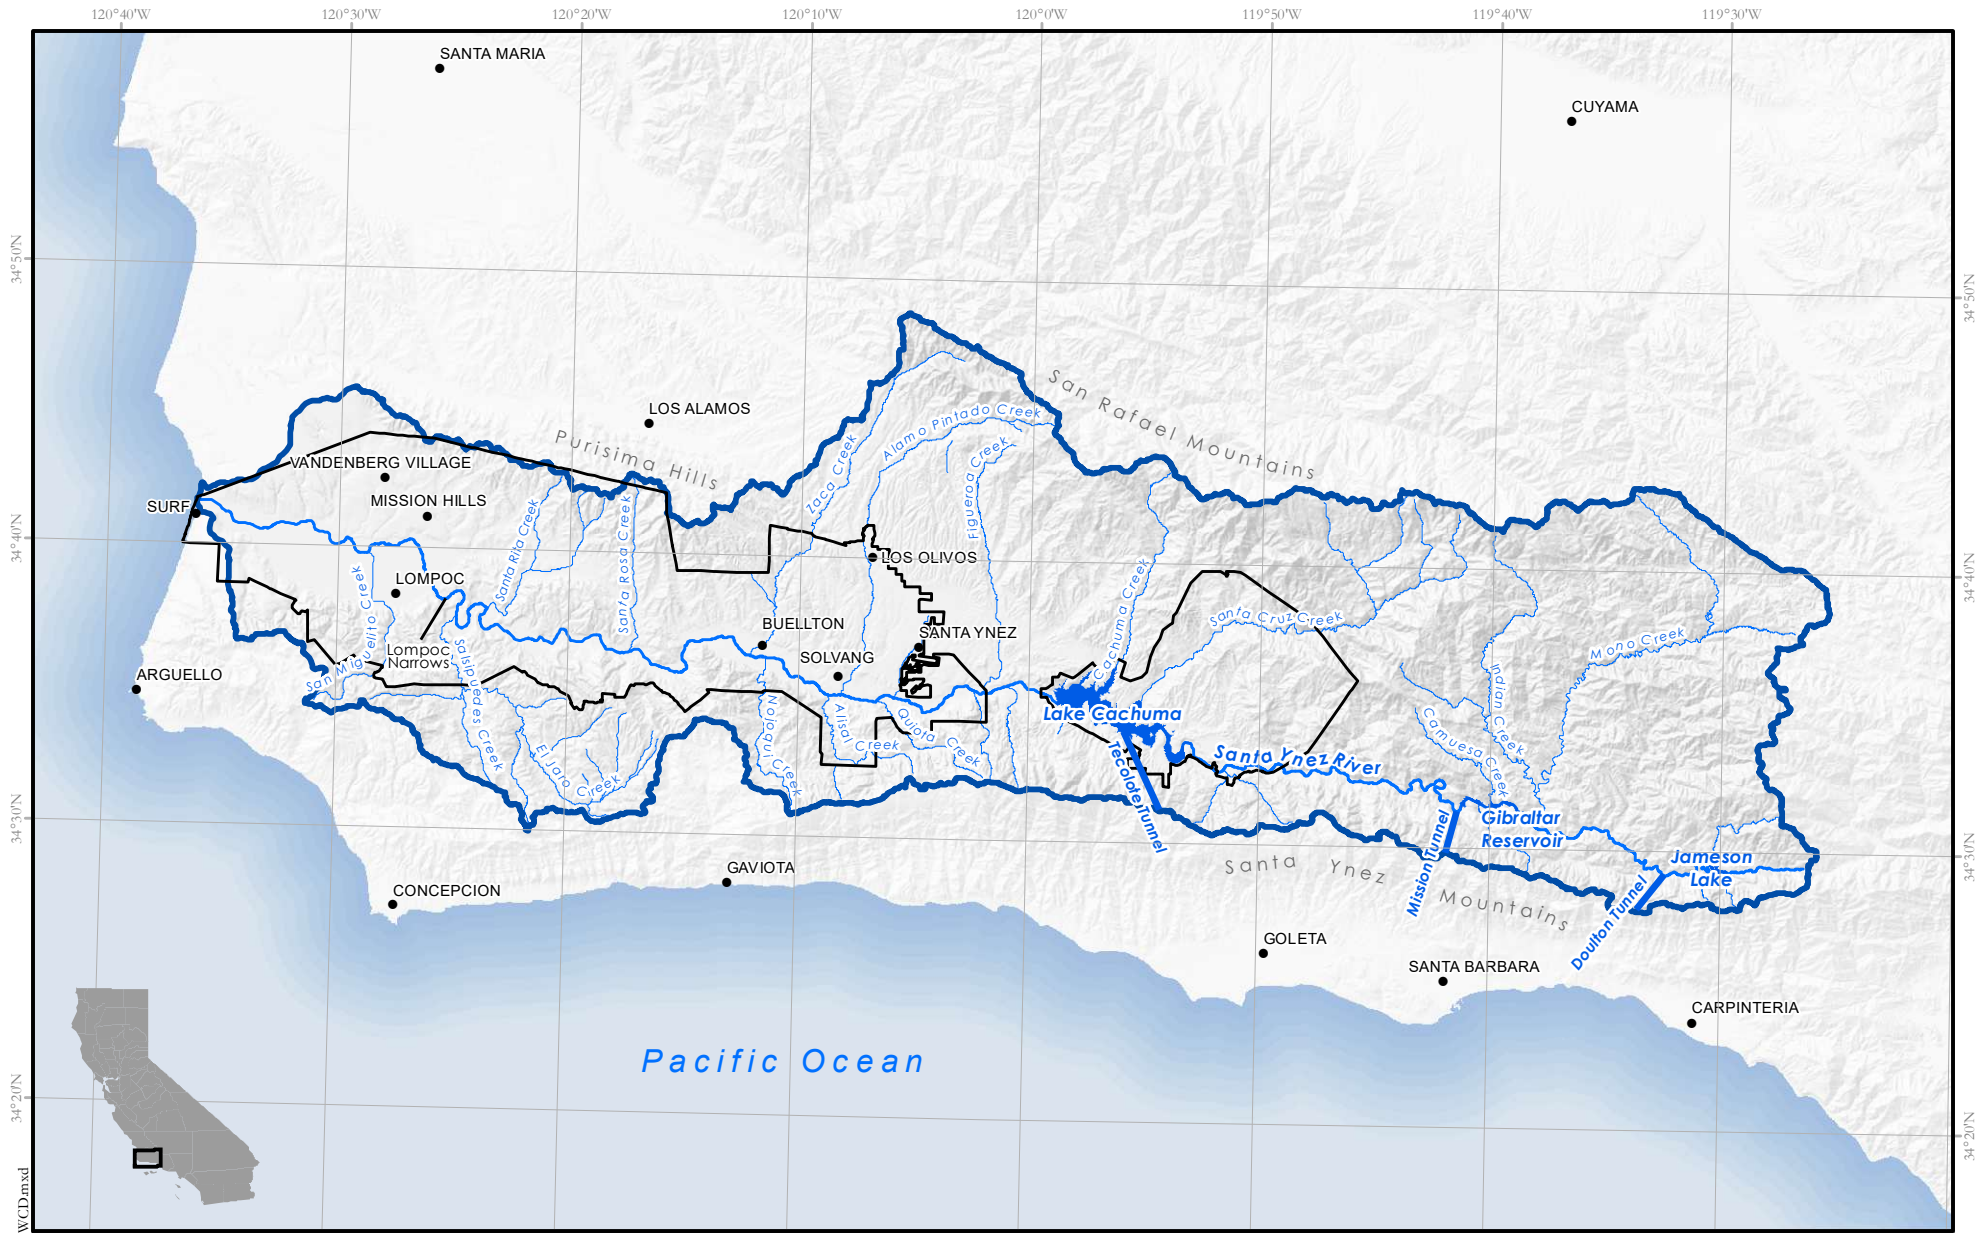 120°40'W
120°30'W
120°20'W
120°10'W
120°0'W
119°50'W
119°40'W
119°30'W
SANTA MARIA
CUYAMA
34°50'N
34°50'N
San Rafael Mountains
LOS ALAMOS
Purisima Hills
Alamo Pintado Creek
Zaca Creek
Figueroa Creek
VANDENBERG VILLAGE
MISSION HILLS
SURF
Santa Rita Creek
Santa Rosa Creek
34°40'N
34°40'N
LOS OLIVOS
LOMPOC
San Miguelito Creek
Cachuma Creek
Santa Cruz Creek
BUELLTON
SANTA YNEZ
Mono Creek
Lompoc
Narrows
SOLVANG
ARGUELLO
Salsipuedes Creek
El Jaro Creek
Nojoqui Creek
Alisal Creek
Quiota Creek
Lake Cachuma
Indian Creek
Camuesa Creek
Santa Ynez River
Tecolote Tunnel
34°30'N
34°30'N
Gibraltar
Reservoir
Mission Tunnel
Jameson
Lake
Doulton Tunnel
Santa Ynez Mountains
GAVIOTA
CONCEPCION
GOLETA
SANTA BARBARA
CARPINTERIA
Pacific Ocean
34°20'N
34°20'N
WCD.mxd